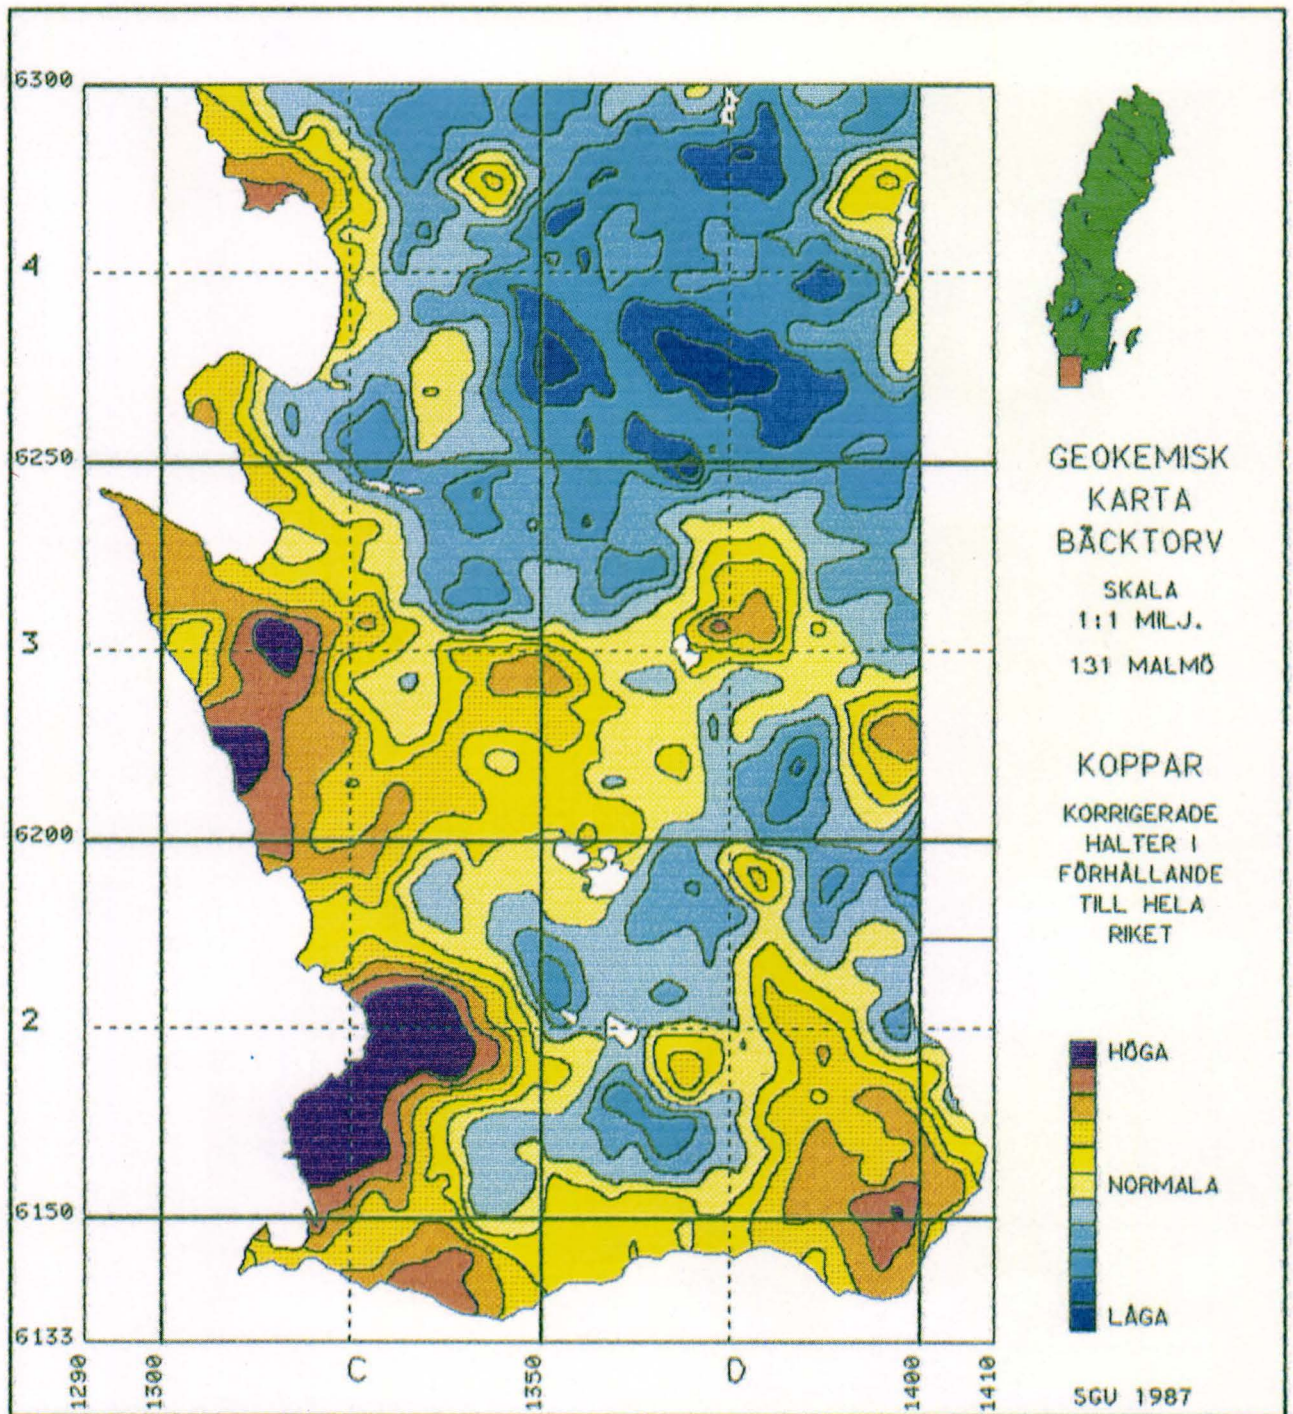 6300
4
6250
3
6200
2
6150
6133
1290
1300
C
1350
D
1400
1410
GEOKEMISK
KARTA
BÄCKTORV
SKALA
1:1 MILJ.
131 MALMÖ
KOPPAR
KORRIGERADE
HALTER I
FÖRHÅLLANDE
TILL HELA
RIKET
HÖGA
NORMALA
LÅGA
SGU 1987